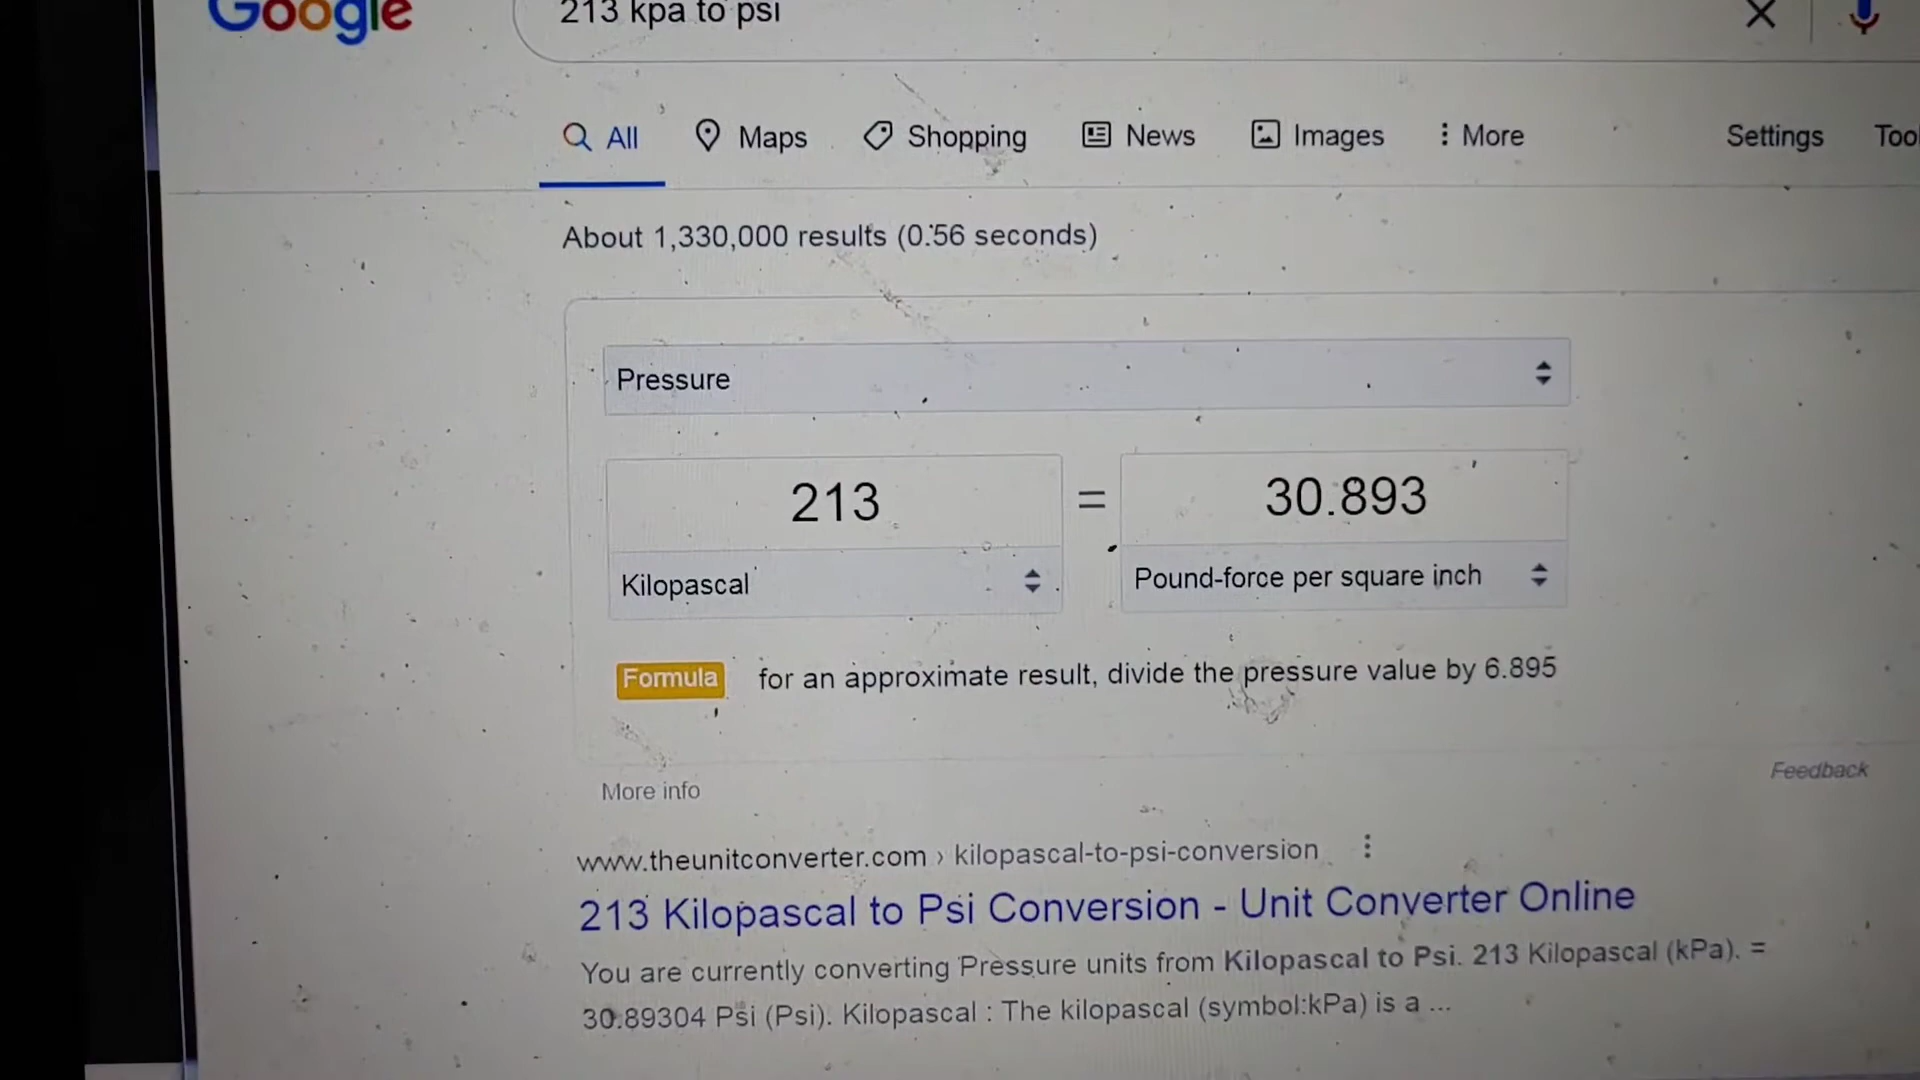 Google
213 kpa to psi
All Maps Shopping News Images More Settings Tool
About 1,330,000 results (0.56 seconds)
Pressure
213 = 30.893
Kilopascal Pound-force per square inch
Formula for an approximate result, divide the pressure value by 6.895
Feedback
More info
www.theunitconverter.com › kilopascal-to-psi-conversion
213 Kilopascal to Psi Conversion - Unit Converter Online
You are currently converting Pressure units from Kilopascal to Psi. 213 Kilopascal (kPa). =
30.89304 Psi (Psi). Kilopascal : The kilopascal (symbol:kPa) is a ...